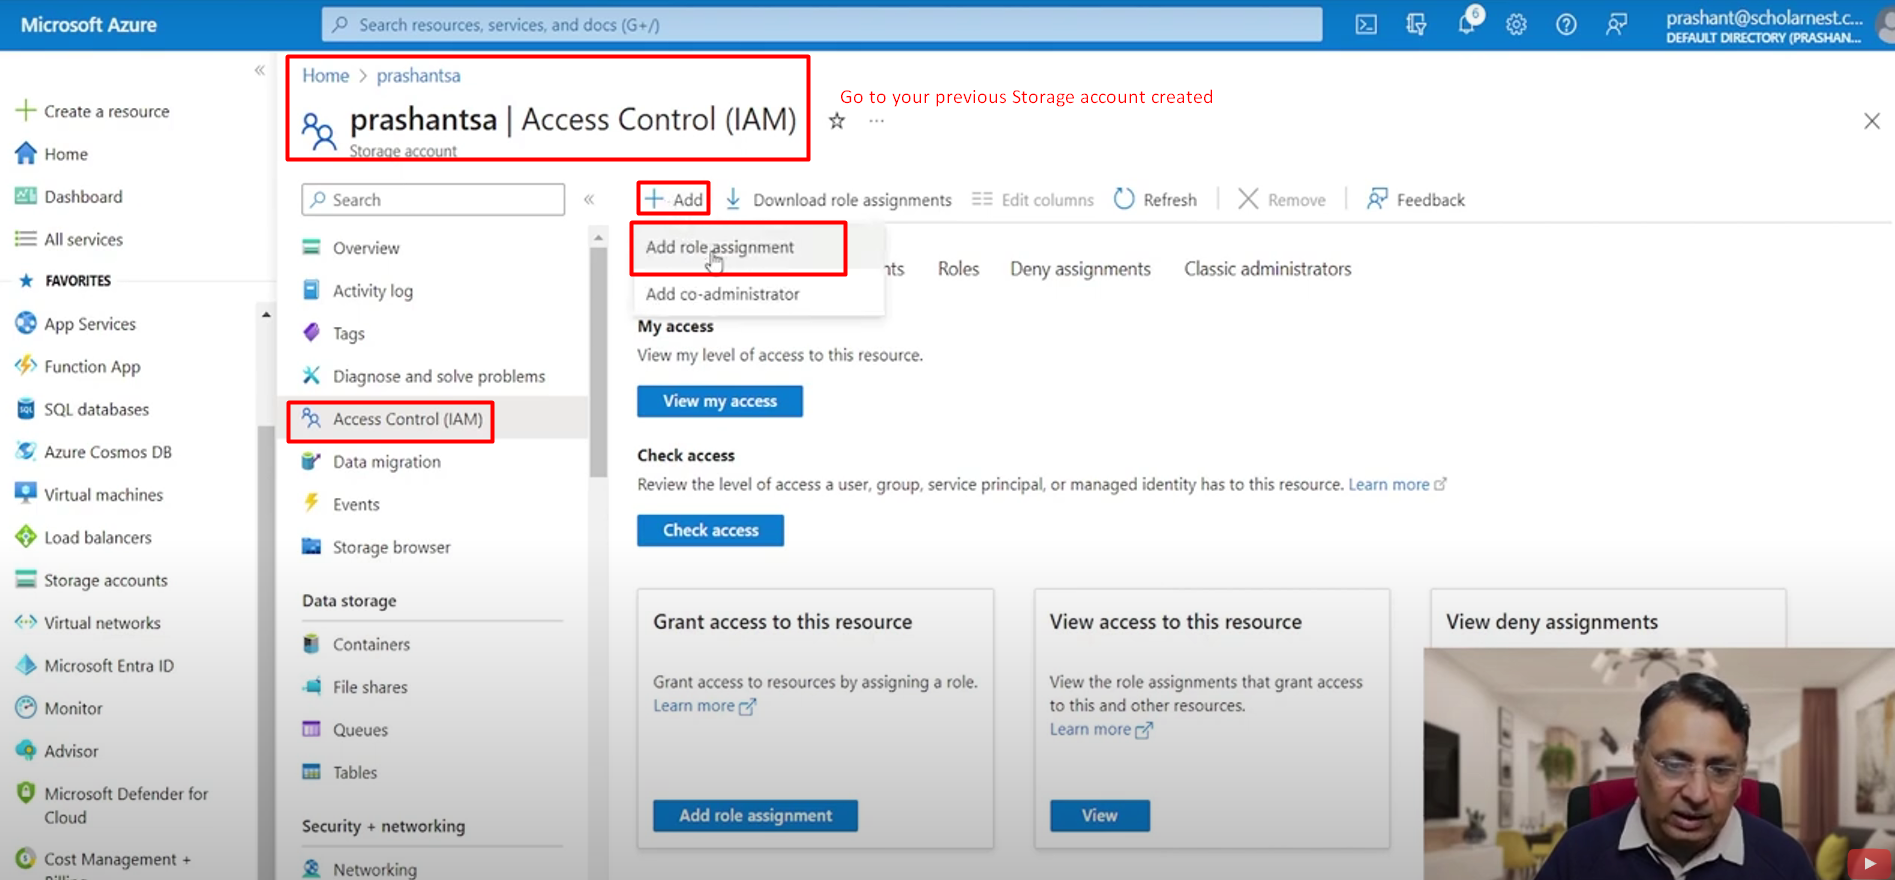 Microsoft Azure
Search resources, services, and docs (G+/)
6
prashant@scholarnest.c...
DEFAULT DIRECTORY (PRASHAN...
Create a resource
Home
Dashboard
All services
FAVORITES
App Services
Function App
SQL databases
Azure Cosmos DB
Virtual machines
Load balancers
Storage accounts
Virtual networks
Microsoft Entra ID
Monitor
Advisor
Microsoft Defender for
Cloud
Cost Management +
Home > prashantsa
prashantsa | Access Control (IAM)
Storage account
Go to your previous Storage account created
Search
Overview
Activity log
Tags
Diagnose and solve problems
Access Control (IAM)
Data migration
Events
Storage browser
Data storage
Containers
File shares
Queues
Tables
Security + networking
Networking
Add
Download role assignments
Edit columns
Refresh
Remove
Feedback
Add role assignment
Add co-administrator
nts
Roles
Deny assignments
Classic administrators
My access
View my level of access to this resource.
View my access
Check access
Review the level of access a user, group, service principal, or managed identity has to this resource. Learn more
Check access
Grant access to this resource
Grant access to resources by assigning a role.
Learn more
Add role assignment
View access to this resource
View the role assignments that grant access
to this and other resources.
Learn more
View
View deny assignments